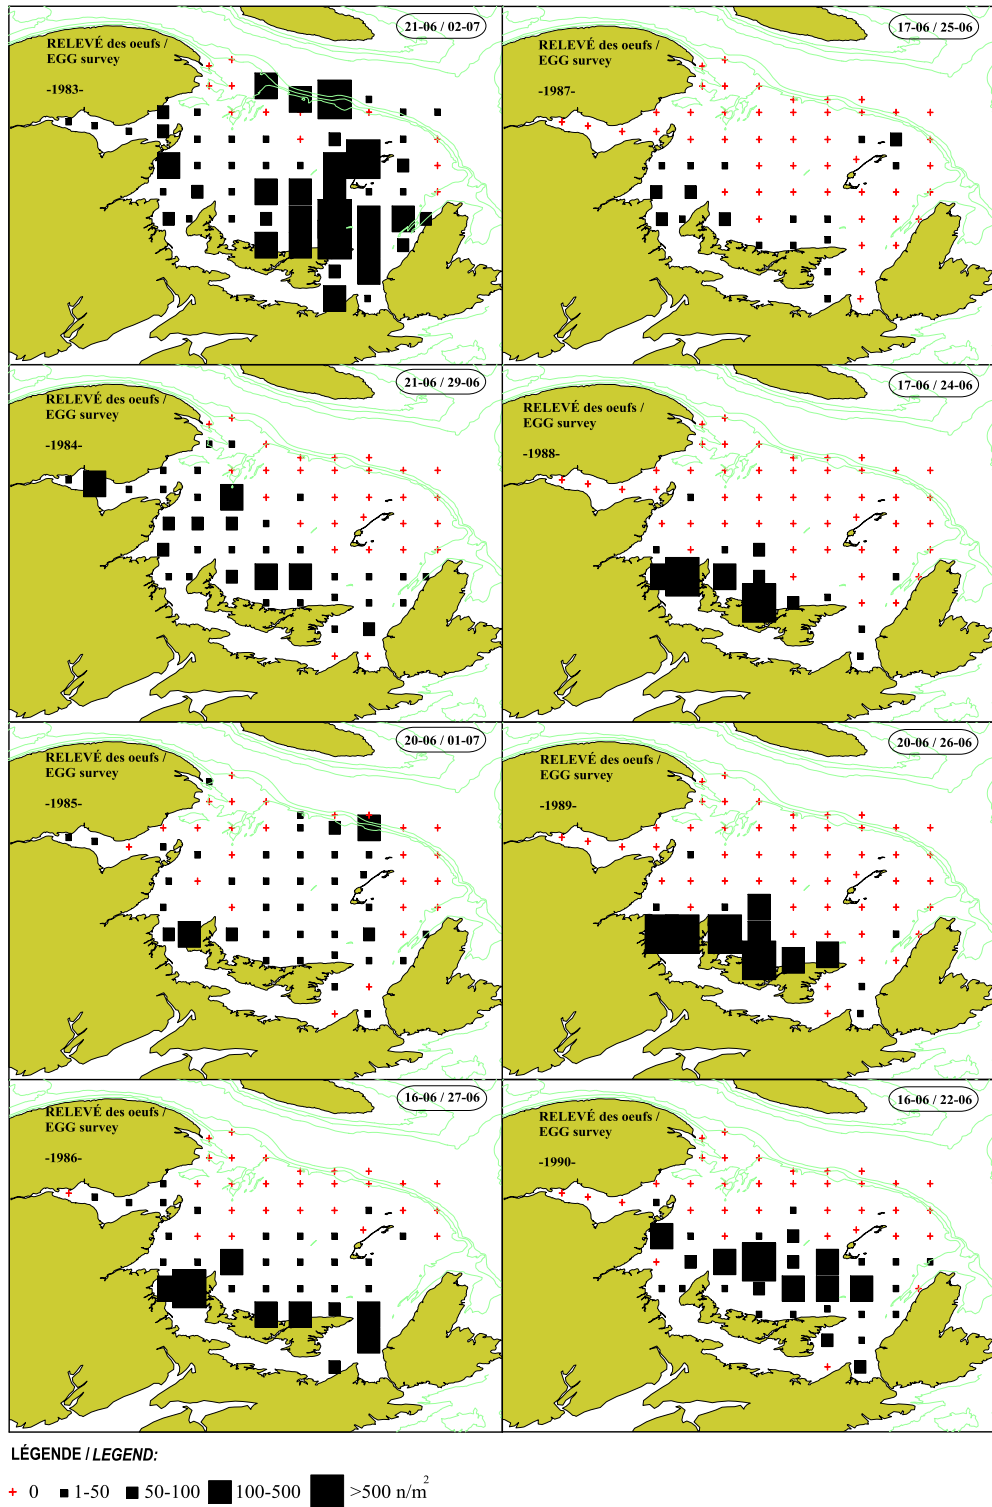 RELEVÉ des oeufs /
EGG survey
-1983-
21-06 / 02-07
RELEVÉ des oeufs /
EGG survey
-1987-
17-06 / 25-06
RELEVÉ des oeufs /
EGG survey
-1984-
21-06 / 29-06
RELEVÉ des oeufs /
EGG survey
-1988-
17-06 / 24-06
RELEVÉ des oeufs /
EGG survey
-1985-
20-06 / 01-07
RELEVÉ des oeufs /
EGG survey
-1989-
20-06 / 26-06
RELEVÉ des oeufs /
EGG survey
-1986-
16-06 / 27-06
RELEVÉ des oeufs /
EGG survey
-1990-
16-06 / 22-06
LÉGENDE / LEGEND:
0 1-50 50-100 100-500 >500 n/m²